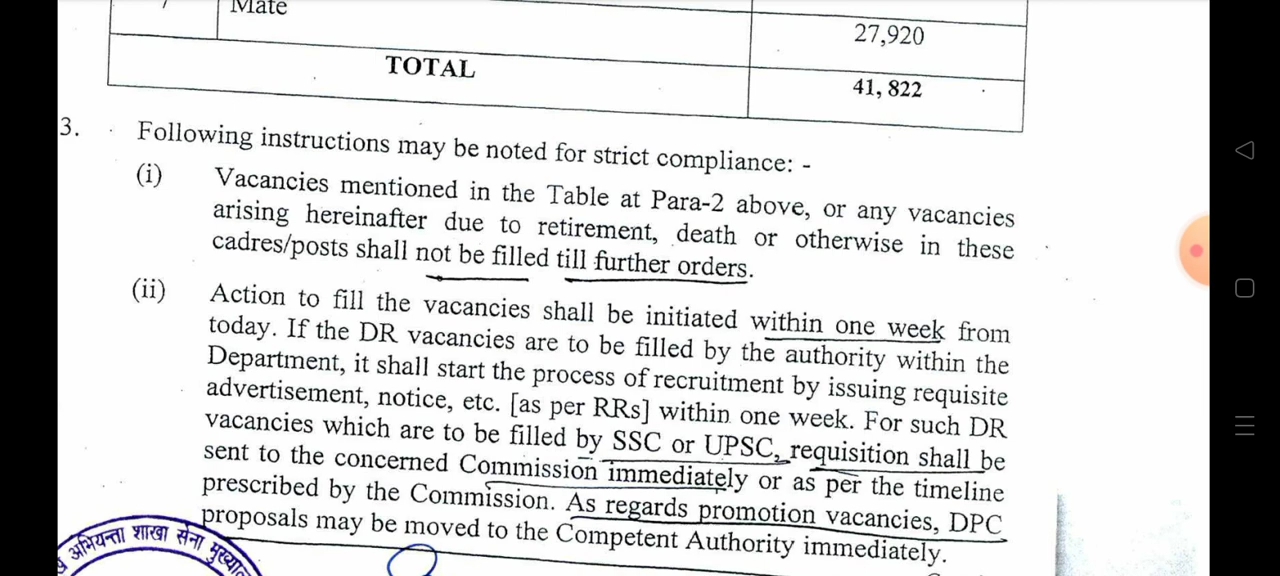 7 Mate
27,920
TOTAL
41, 822
3. Following instructions may be noted for strict compliance: -
(i) Vacancies mentioned in the Table at Para-2 above, or any vacancies
arising hereinafter due to retirement, death or otherwise in these
cadres/posts shall not be filled till further orders.
(ii) Action to fill the vacancies shall be initiated within one week from
today. If the DR vacancies are to be filled by the authority within the
Department, it shall start the process of recruitment by issuing requisite
advertisement, notice, etc. [as per RRs] within one week. For such DR
vacancies which are to be filled by SSC or UPSC, requisition shall be
sent to the concerned Commission immediately or as per the timeline
prescribed by the Commission. As regards promotion vacancies, DPC
proposals may be moved to the Competent Authority immediately.
अभियन्ता शाखा सेना